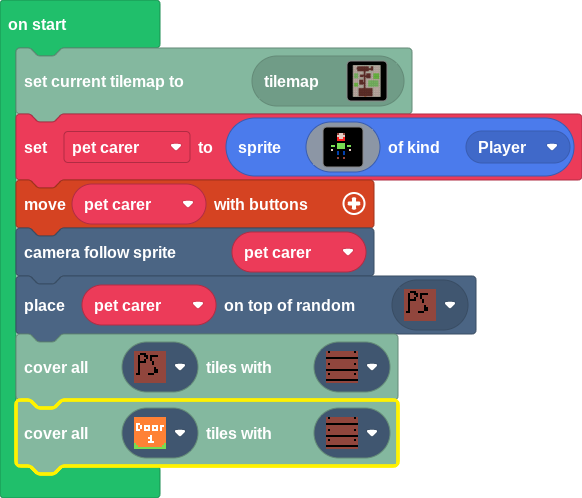 on start
set current tilemap to tilemap
set pet carer to sprite of kind Player
move pet carer with buttons
camera follow sprite pet carer
place pet carer on top of random PS
cover all PS tiles with
cover all Door 1 tiles with